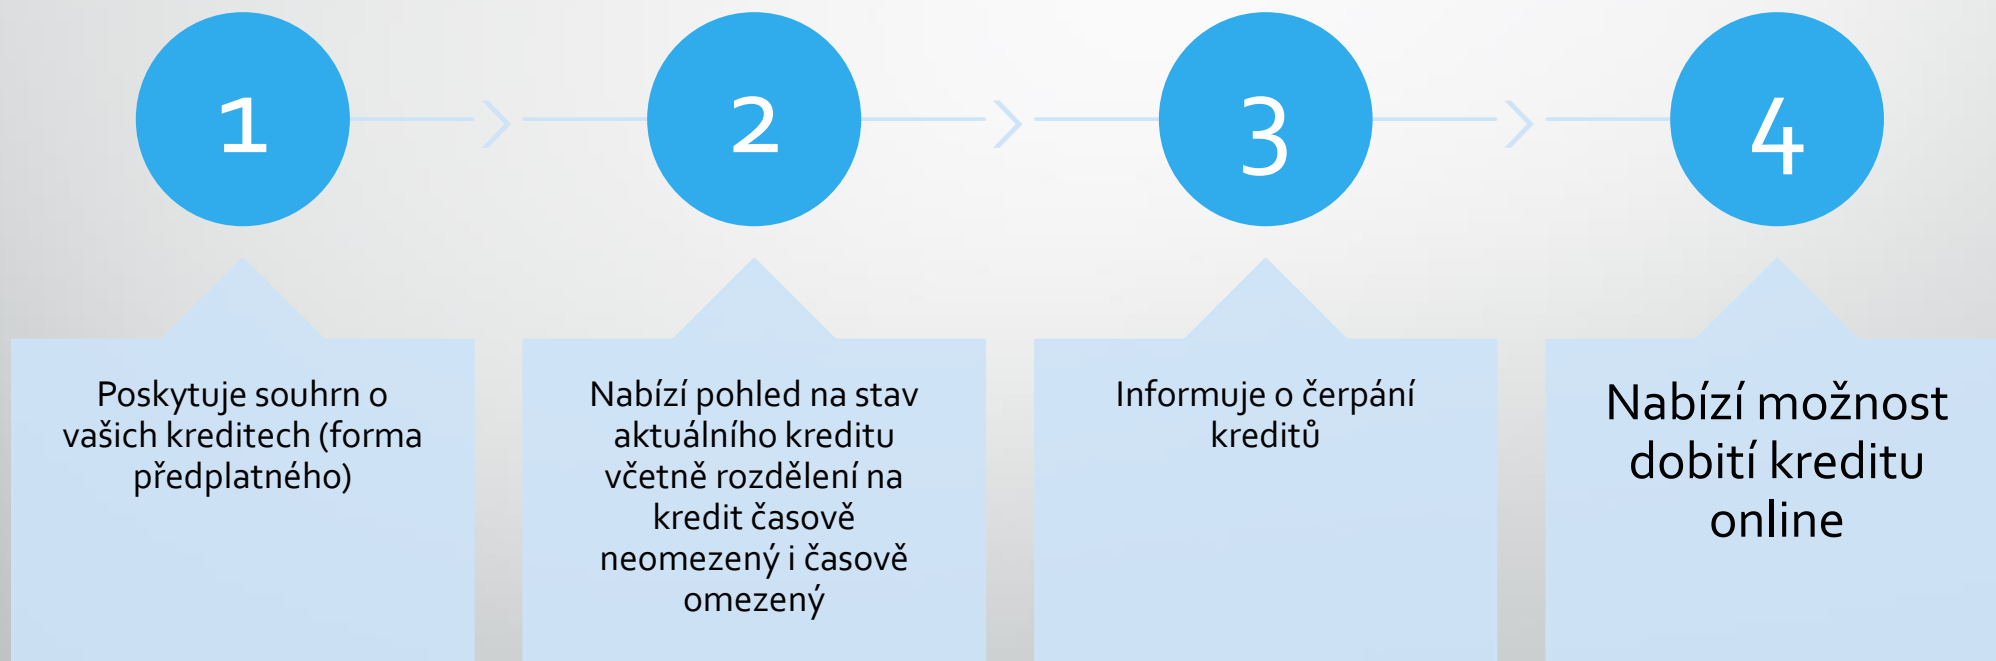 1
2
3
4
Poskytuje souhrn o
vašich kreditech (forma
předplatného)
Nabízí pohled na stav
aktuálního kreditu
včetně rozdělení na
kredit časově
neomezený i časově
omezený
Informuje o čerpání
kreditů
Nabízí možnost
dobití kreditu
online